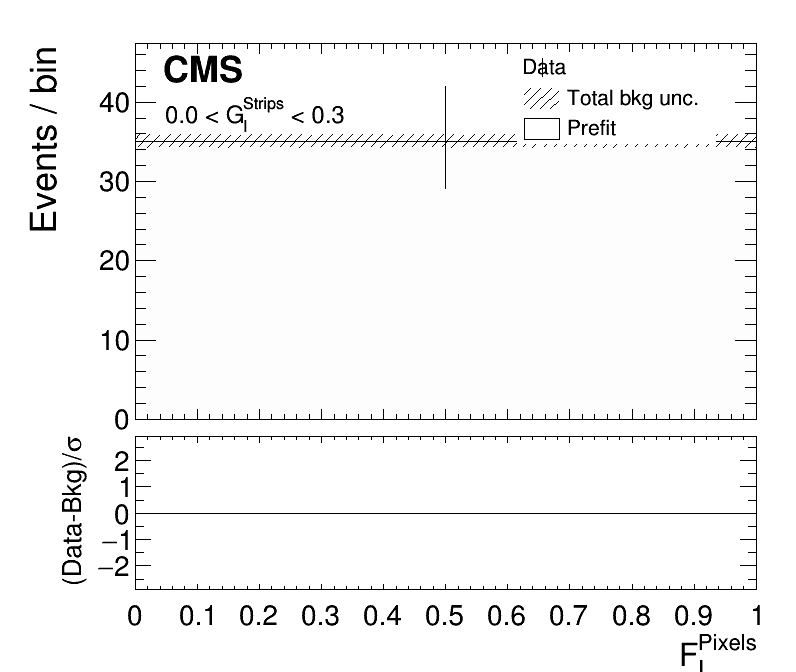 CMS
0.0 < G_I^Strips < 0.3
Data
Total bkg unc.
Prefit
Events / bin
40
30
20
10
0
(Data-Bkg)/σ
2
1
0
−1
−2
0 0.1 0.2 0.3 0.4 0.5 0.6 0.7 0.8 0.9 1
F_I^Pixels